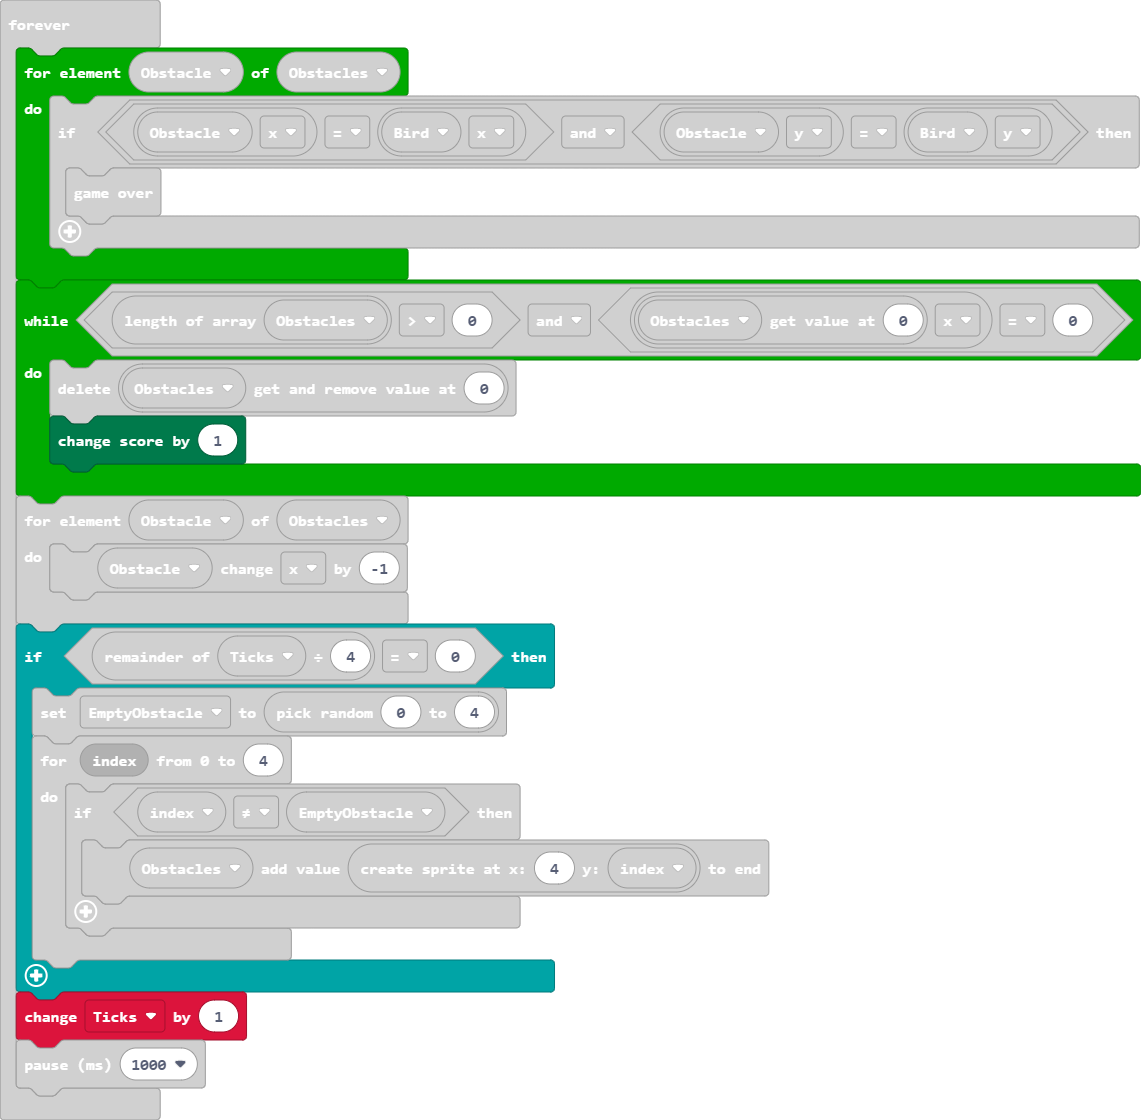 forever
for element Obstacle of Obstacles
do
if Obstacle x = Bird x and Obstacle y = Bird y then
game over
while length of array Obstacles > 0 and Obstacles get value at 0 x = 0
do
delete Obstacles get and remove value at 0
change score by 1
for element Obstacle of Obstacles
do
Obstacle change x by -1
if remainder of Ticks ÷ 4 = 0 then
set EmptyObstacle to pick random 0 to 4
for index from 0 to 4
do
if index ≠ EmptyObstacle then
Obstacles add value create sprite at x: 4 y: index to end
change Ticks by 1
pause (ms) 1000